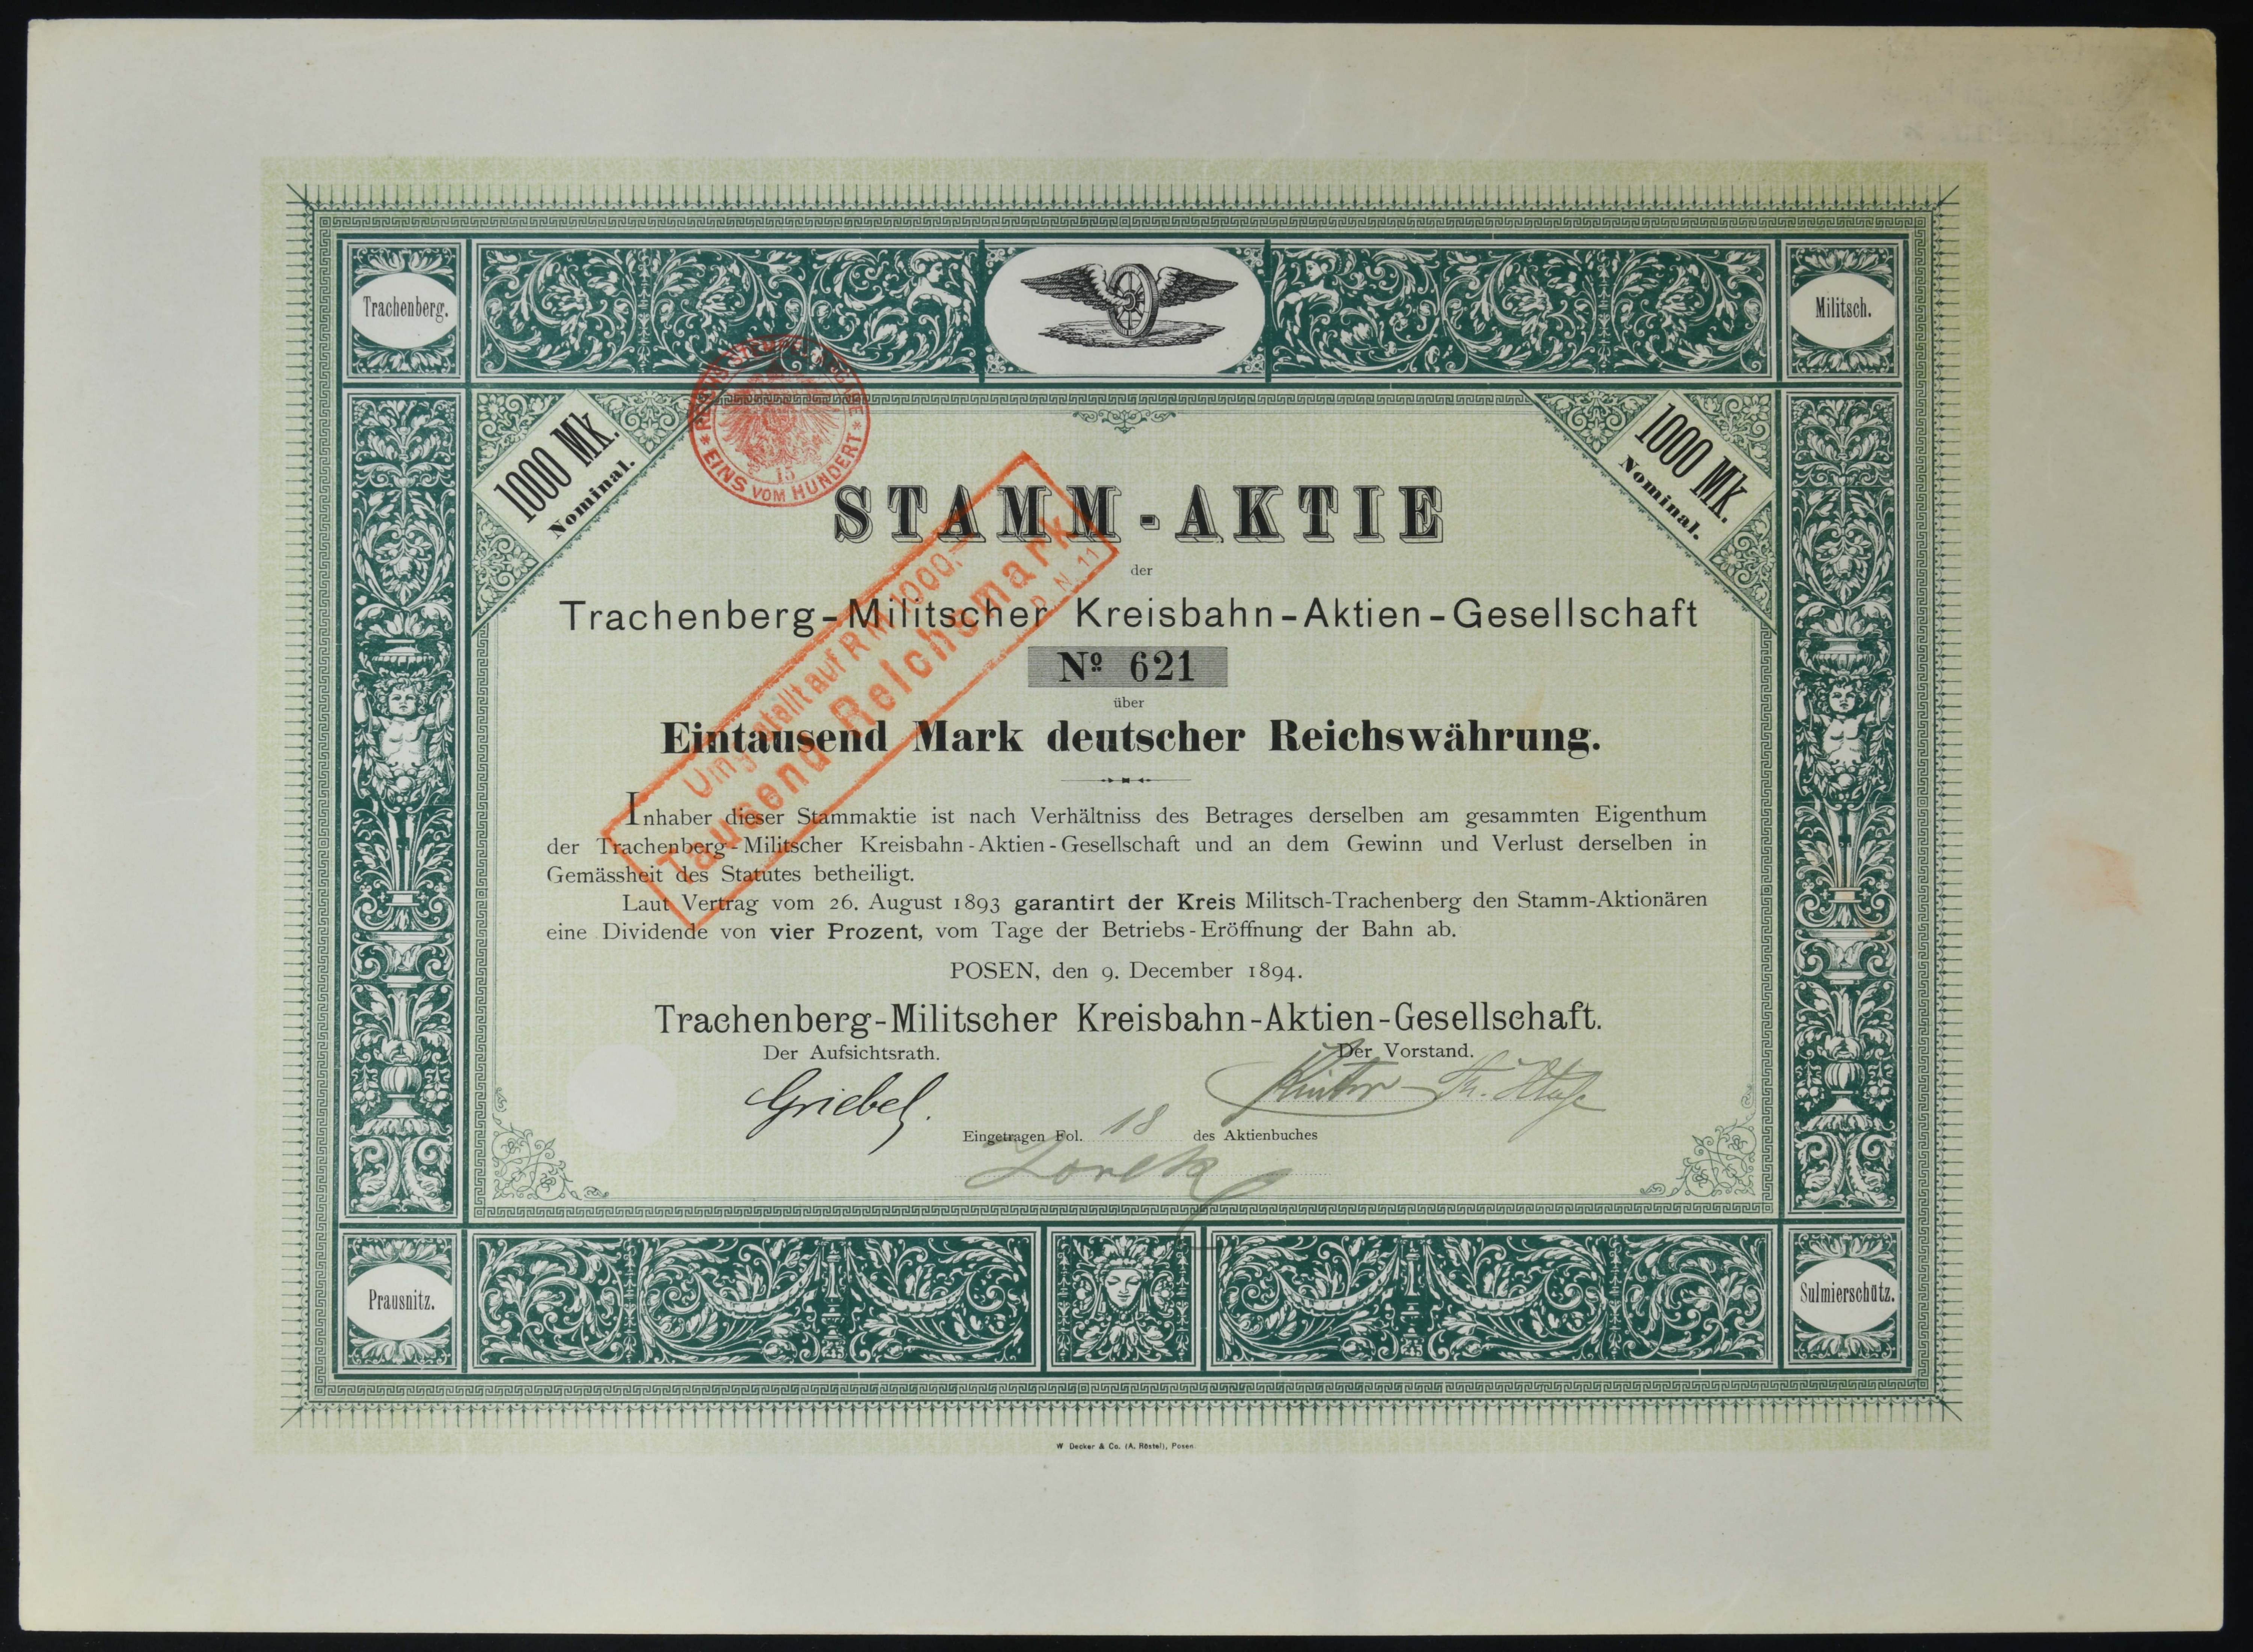 Trachenberg.
Militsch.
1000 Mk.
Nominal.
1000 Mk.
Nominal.
EINS VOM HUNDERT
15
STAMM-AKTIE
der
Trachenberg-Militscher Kreisbahn-Aktien-Gesellschaft
Nº 621
über
Eintausend Mark deutscher Reichswährung.
Umgestallt auf RM 1000.–
Tausend Reichsmark
D. N. 11
Inhaber dieser Stammaktie ist nach Verhältniss des Betrages derselben am gesammten Eigenthum
der Trachenberg-Militscher Kreisbahn-Aktien-Gesellschaft und an dem Gewinn und Verlust derselben in
Gemässheit des Statutes betheiligt.
Laut Vertrag vom 26. August 1893 garantirt der Kreis Militsch-Trachenberg den Stamm-Aktionären
eine Dividende von vier Prozent, vom Tage der Betriebs-Eröffnung der Bahn ab.
POSEN, den 9. December 1894.
Trachenberg-Militscher Kreisbahn-Aktien-Gesellschaft.
Der Aufsichtsrath.
Der Vorstand.
Griebel.
Eingetragen Fol. 18 des Aktienbuches
Prausnitz.
Sulmierschütz.
W. Decker & Co. (A. Röstel), Posen.